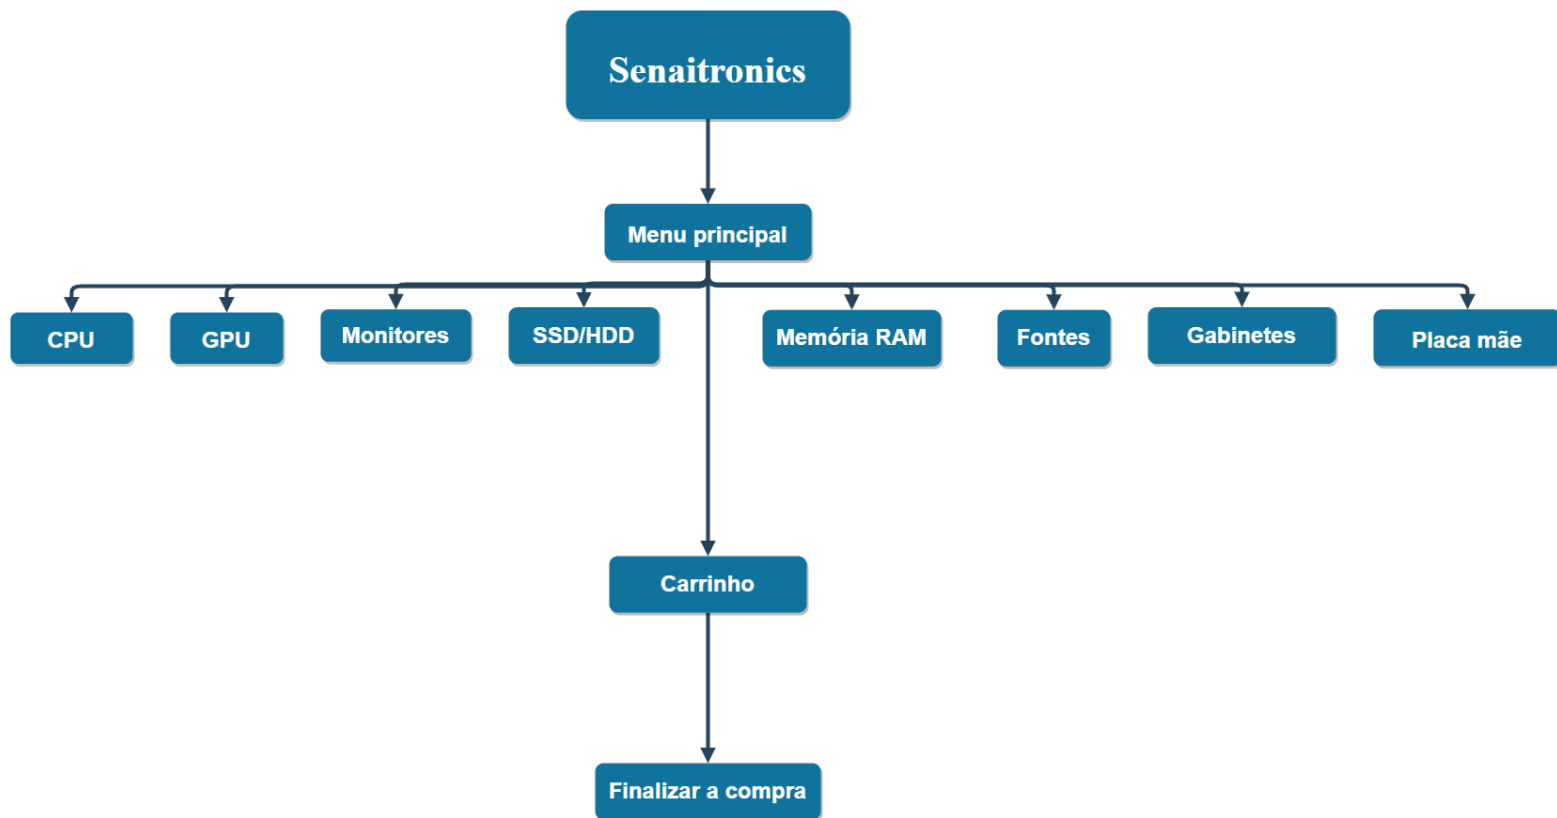 Senaitronics
Menu principal
CPU
GPU
Monitores
SSD/HDD
Memória RAM
Fontes
Gabinetes
Placa mãe
Carrinho
Finalizar a compra